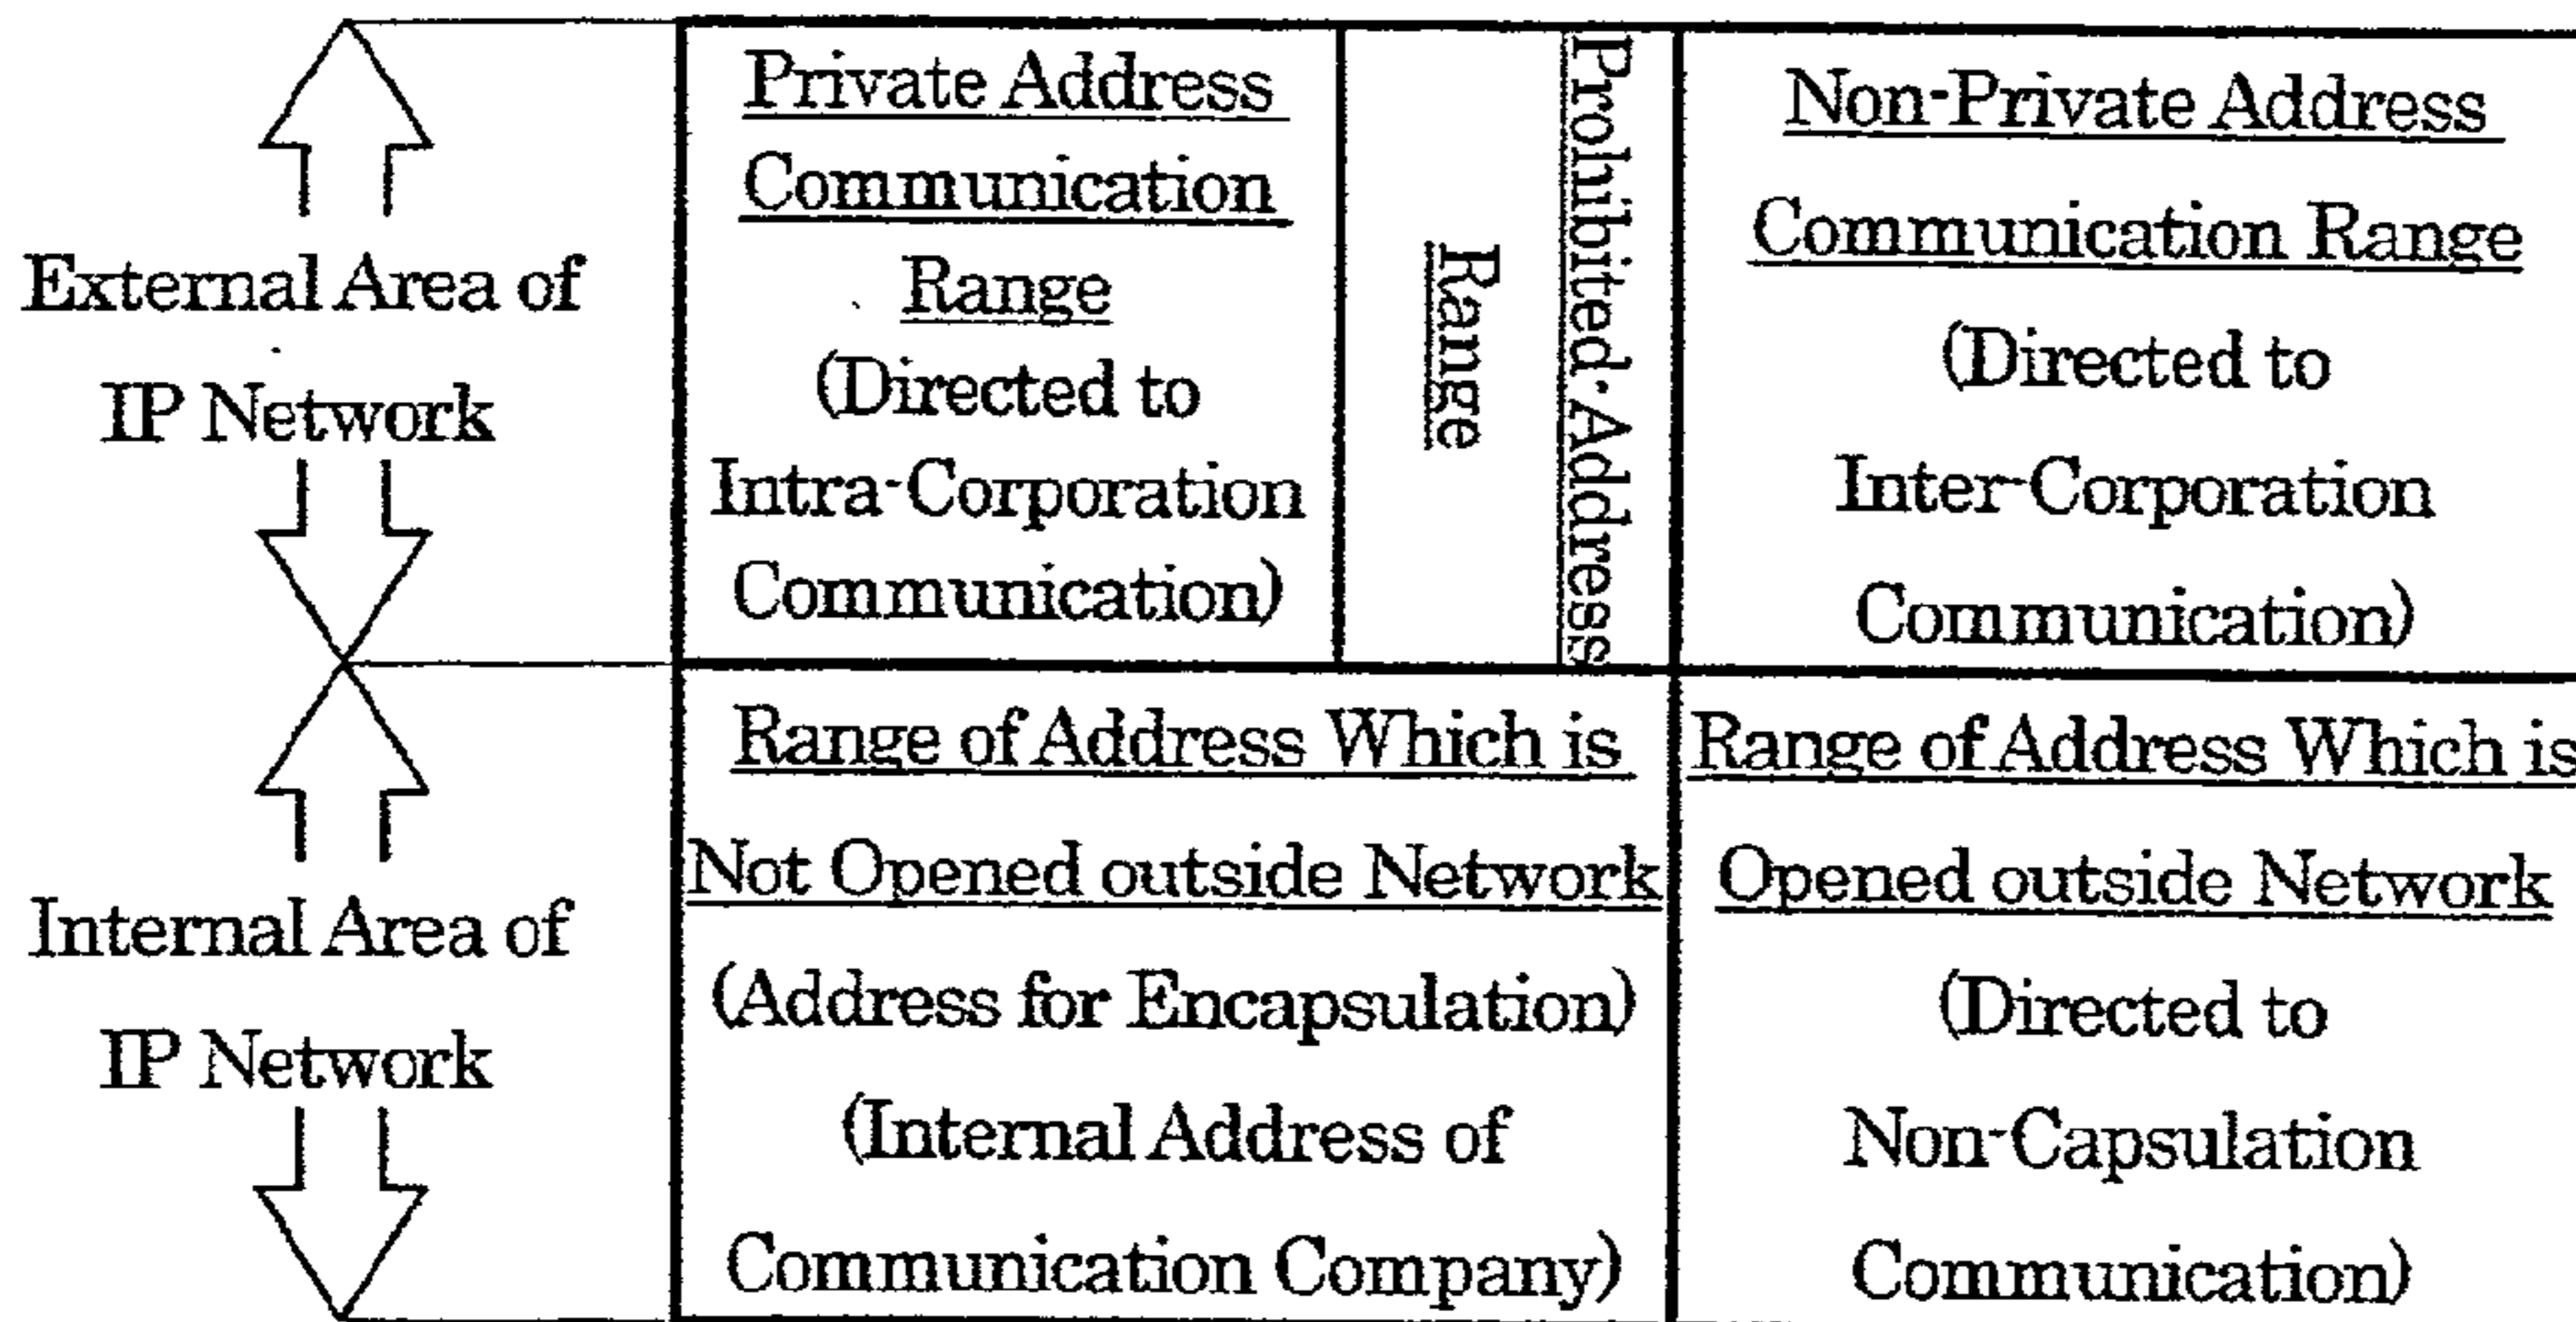 External Area of
IP Network
Private Address
Communication
Range
(Directed to
Intra-Corporation
Communication)
Prohibited·Address
Range
Non-Private Address
Communication Range
(Directed to
Inter-Corporation
Communication)
Internal Area of
IP Network
Range of Address Which is
Not Opened outside Network
(Address for Encapsulation)
(Internal Address of
Communication Company)
Range of Address Which is
Opened outside Network
(Directed to
Non-Capsulation
Communication)